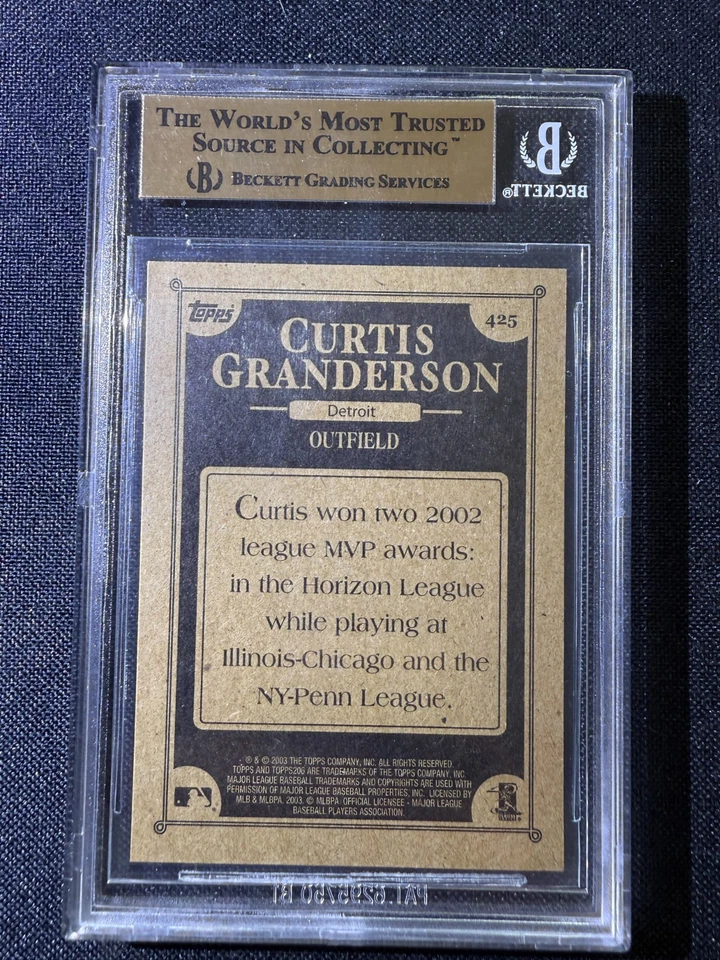 THE WORLD'S MOST TRUSTED
SOURCE IN COLLECTING™
B BECKETT GRADING SERVICES
B
BECKETT®
topps
425
CURTIS
GRANDERSON
Detroit
OUTFIELD
Curtis won two 2002
league MVP awards:
in the Horizon League
while playing at
Illinois-Chicago and the
NY-Penn League.
® & © 2003 THE TOPPS COMPANY, INC. ALL RIGHTS RESERVED.
TOPPS AND TOPPS206 ARE TRADEMARKS OF THE TOPPS COMPANY, INC.
MAJOR LEAGUE BASEBALL TRADEMARKS AND COPYRIGHTS ARE USED WITH
PERMISSION OF MAJOR LEAGUE BASEBALL PROPERTIES, INC. LICENSED BY
MLB & MLBPA, 2003. © MLBPA OFFICIAL LICENSEE - MAJOR LEAGUE
BASEBALL PLAYERS ASSOCIATION.